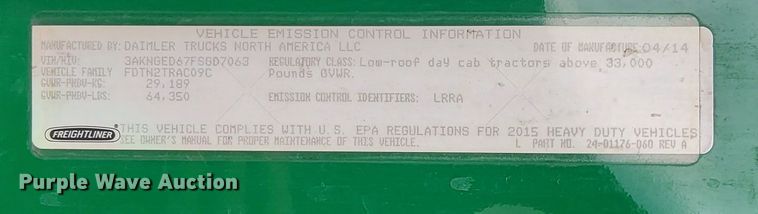 VEHICLE EMISSION CONTROL INFORMATION
MANUFACTURED BY: DAIMLER TRUCKS NORTH AMERICA LLC DATE OF MANUFACTURE: 04/14
VIN/NIV: 3AKNGED67FSGD7063 REGULATORY CLASS: Low-roof day cab tractors above 33,000
VEHICLE FAMILY FDTN2TRAC09C Pounds GVWR.
GVWR-PNBV-KG: 29,189
GVWR-PNBV-LBS: 64,350 EMISSION CONTROL IDENTIFIERS: LRRA
FREIGHTLINER THIS VEHICLE COMPLIES WITH U.S. EPA REGULATIONS FOR 2015 HEAVY DUTY VEHICLES
SEE OWNER'S MANUAL FOR PROPER MAINTENANCE OF THIS VEHICLE. L PART NO. 24-01176-060 REV A
Purple Wave Auction